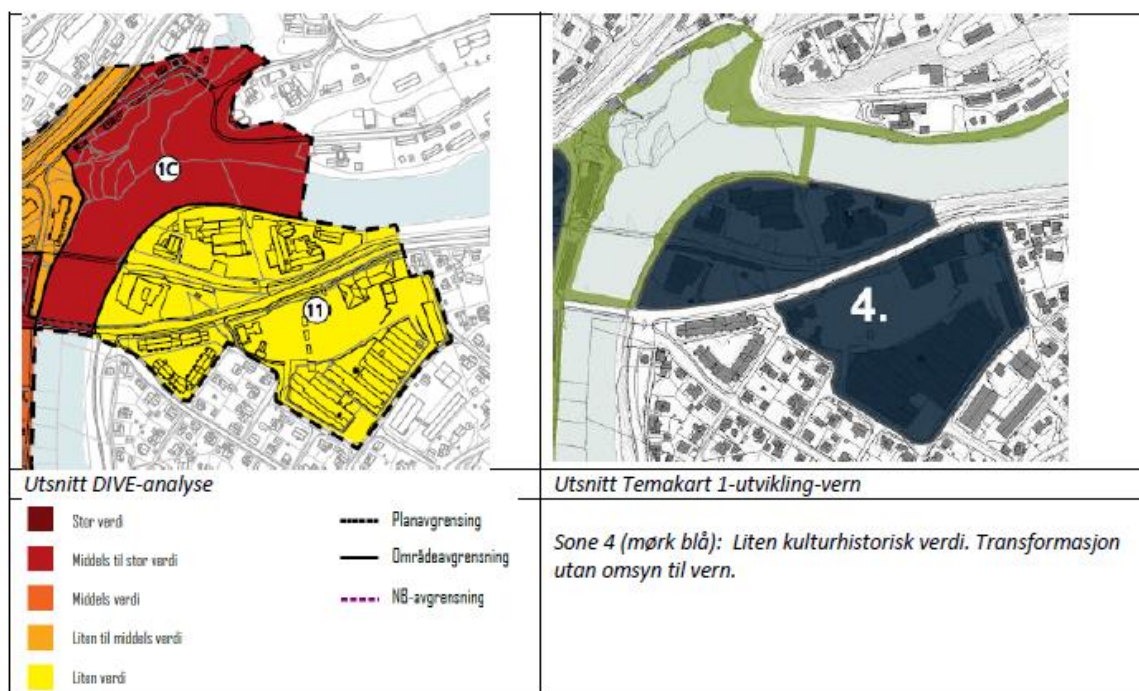 1C
11
4.
Utsnitt DIVE-analyse
Utsnitt Temakart 1-utvikling-vern
Stor verdi
Middels til stor verdi
Middels verdi
Liten til middels verdi
Liten verdi
Planavgrensing
Områdeavgrensning
NB-avgrensning
Sone 4 (mørk blå): Liten kulturhistorisk verdi. Transformasjon
utan omsyn til vern.